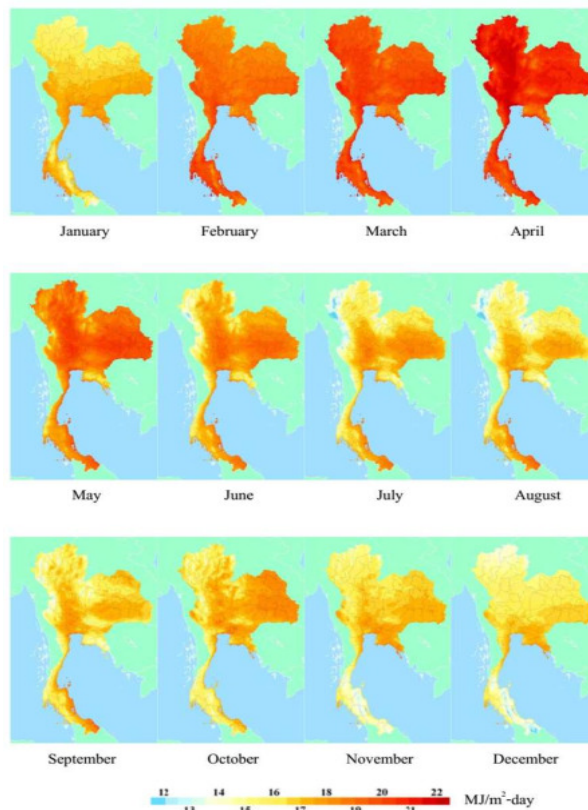 January February March April
May June July August
September October November December
12 14 16 18 20 22 MJ/m²-day
13 15 17 19 21